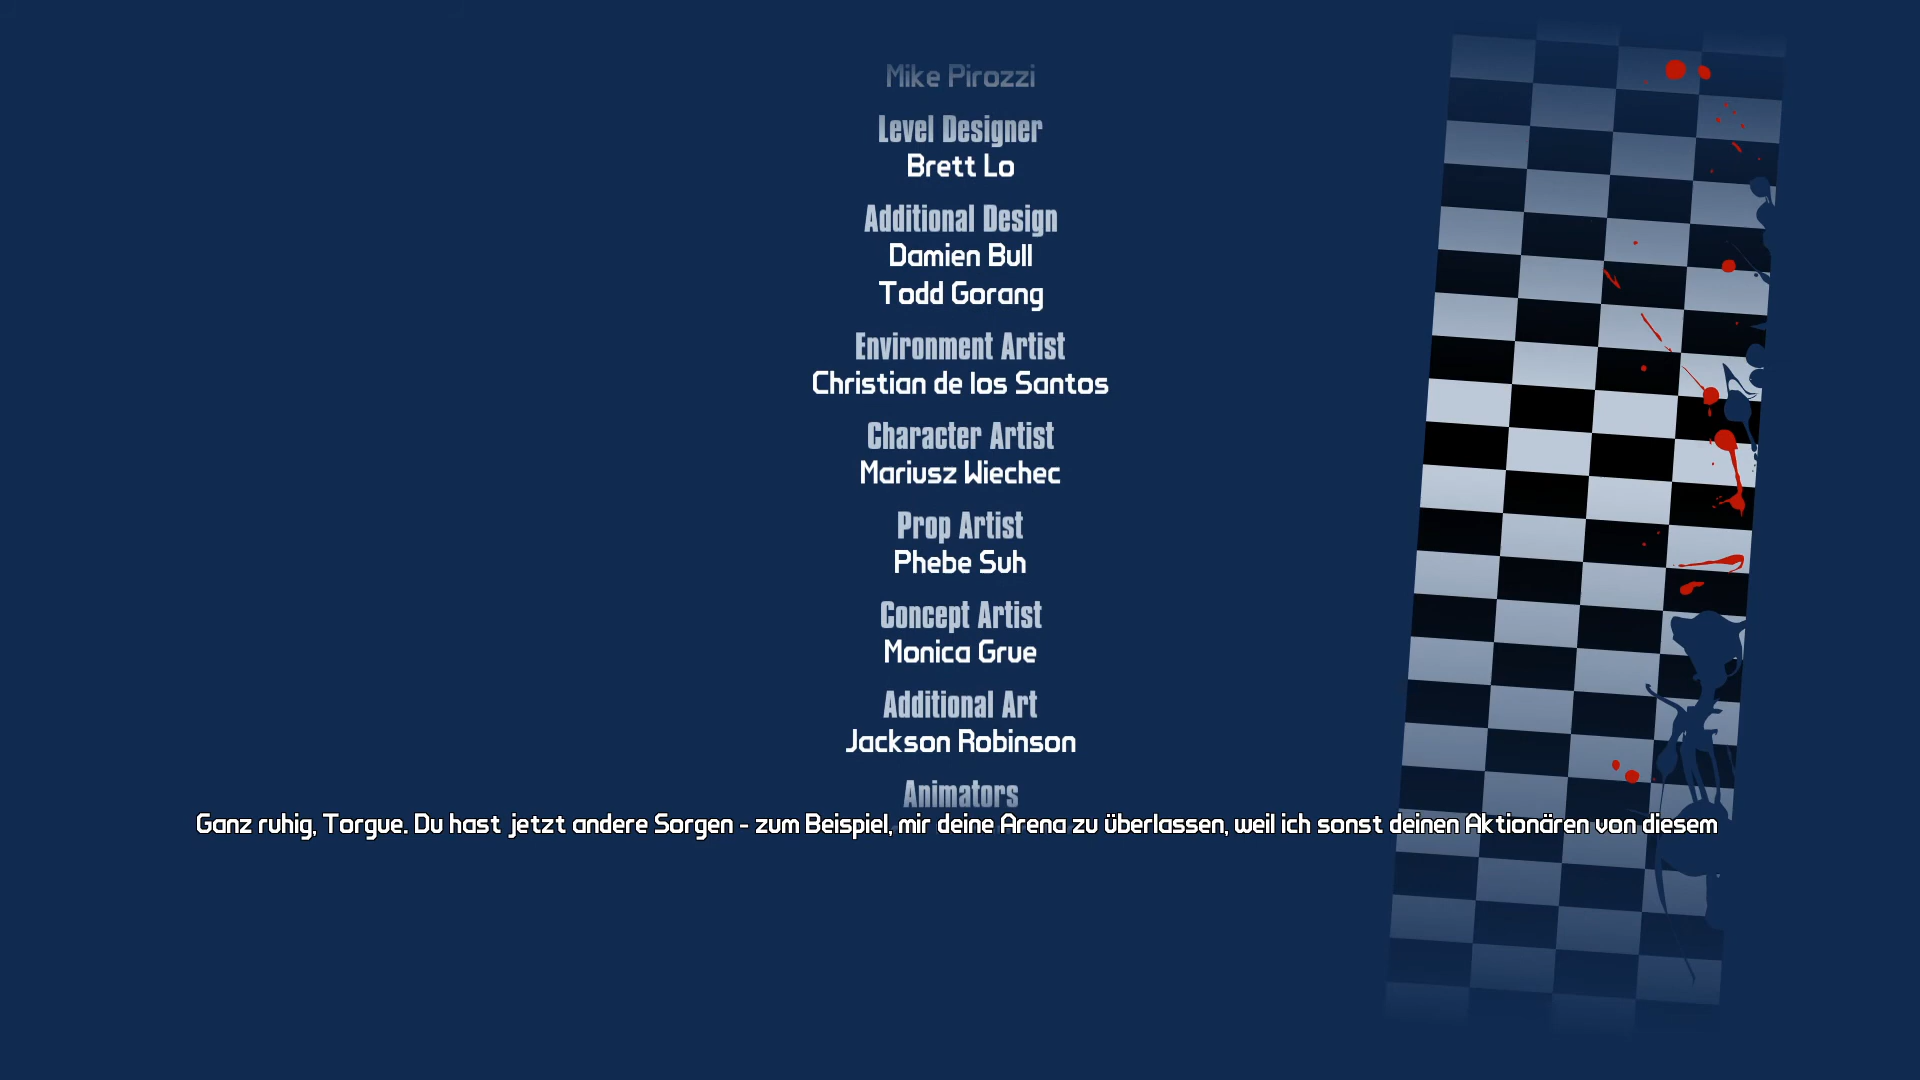 Mike Pirozzi
Level Designer
Brett Lo
Additional Design
Damien Bull
Todd Gorang
Environment Artist
Christian de los Santos
Character Artist
Mariusz Wiechec
Prop Artist
Phebe Suh
Concept Artist
Monica Grue
Additional Art
Jackson Robinson
Animators
Ganz ruhig, Torgue. Du hast jetzt andere Sorgen - zum Beispiel, mir deine Arena zu überlassen, weil ich sonst deinen Aktionären von diesem